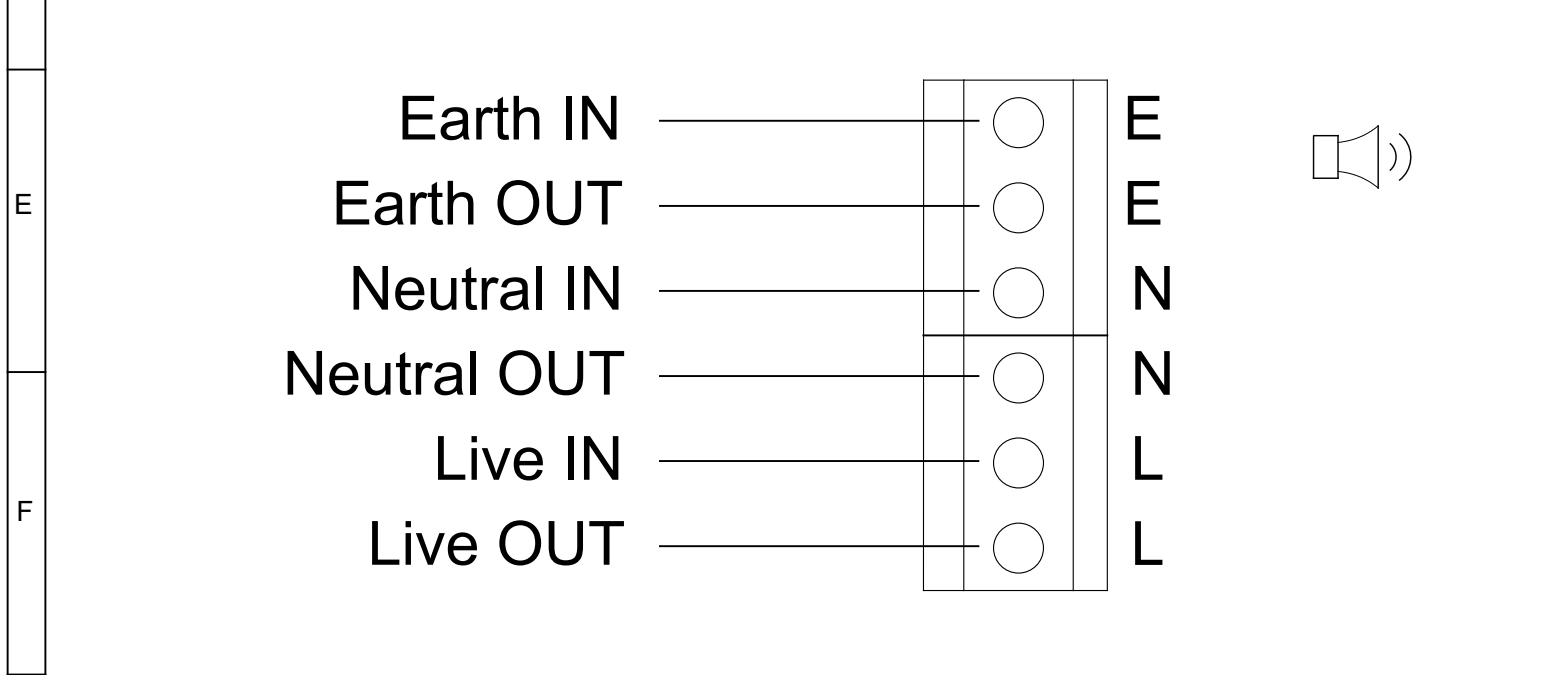 Earth IN E
E Earth OUT E
Neutral IN N
Neutral OUT N
Live IN L
F Live OUT L